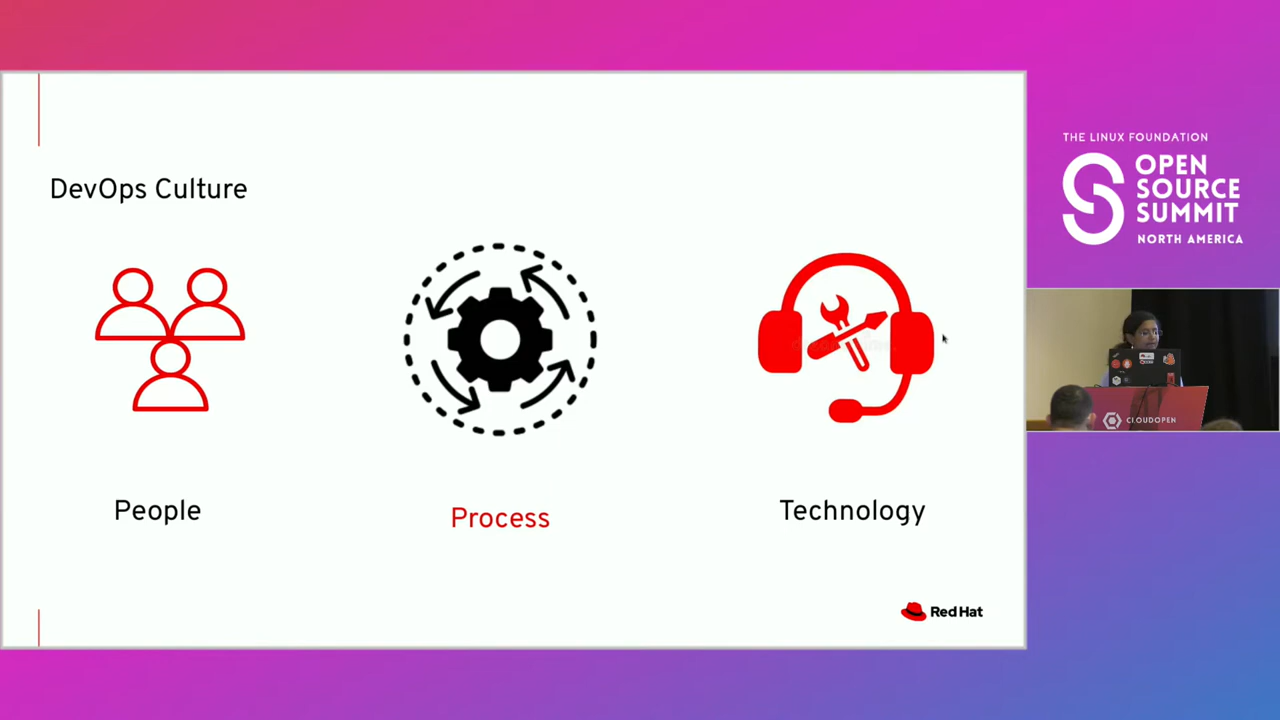 DevOps Culture
People
Process
Technology
Red Hat
THE LINUX FOUNDATION
OPEN
SOURCE
SUMMIT
NORTH AMERICA
CLOUDOPEN